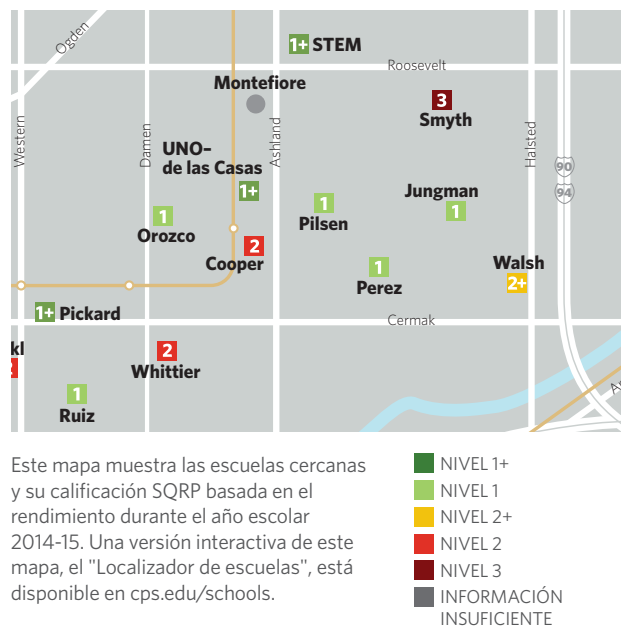 Ogden
1+ STEM
Roosevelt
Montefiore
3
Smyth
Western
Damen
Ashland
Halsted
UNO–
de las Casas
1+
90
94
Jungman
1
1
Pilsen
1
Orozco
2
Cooper
1
Perez
Walsh
2+
1+ Pickard
Cermak
kl
2
Whittier
1
Ruiz
Este mapa muestra las escuelas cercanas
y su calificación SQRP basada en el
rendimiento durante el año escolar
2014-15. Una versión interactiva de este
mapa, el "Localizador de escuelas", está
disponible en cps.edu/schools.
NIVEL 1+
NIVEL 1
NIVEL 2+
NIVEL 2
NIVEL 3
INFORMACIÓN
INSUFICIENTE